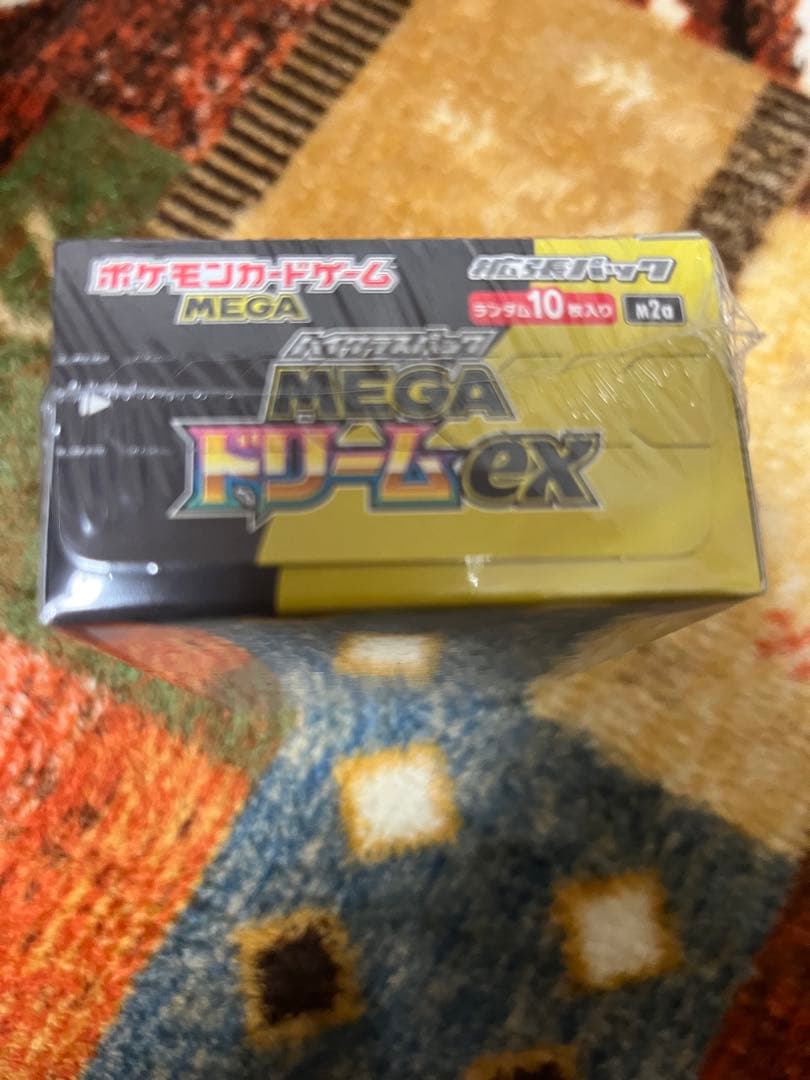 ポケモンカードゲーム
MEGA
拡張パック
ランダム10枚入り
M2a
ハイクラスパック
MEGA
ドリームex